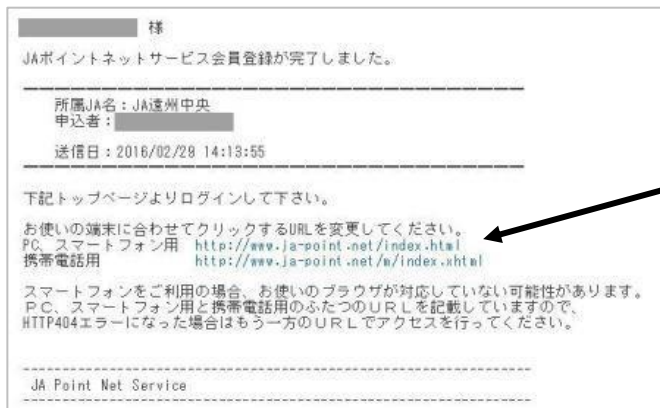 様
JAポイントネットサービス会員登録が完了しました。
所属JA名:JA遠州中央
申込者:
送信日:2016/02/29 14:13:55
下記トップページよりログインして下さい。
お使いの端末に合わせてクリックするURLを変更してください。
PC、スマートフォン用 http://www.ja-point.net/index.html
携帯電話用 http://www.ja-point.net/m/index.xhtml
スマートフォンをご利用の場合、お使いのブラウザが対応していない可能性があります。
PC、スマートフォン用と携帯電話用のふたつのURLを記載していますので、
HTTP404エラーになった場合はもう一方のURLでアクセスを行ってください。
JA Point Net Service